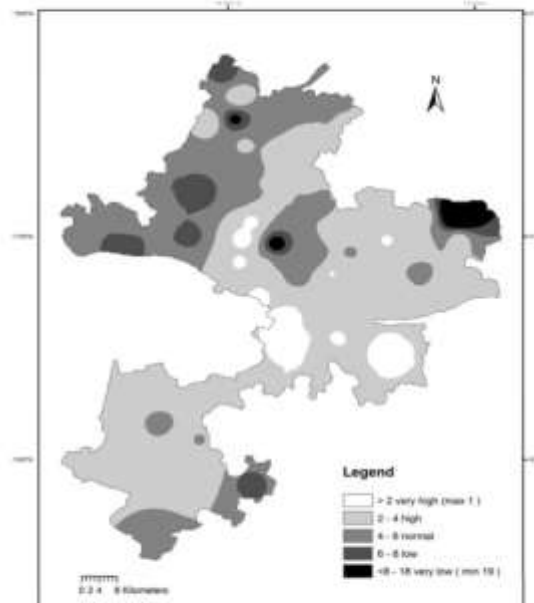 N
Legend
> 2 very high (max 1 )
2 - 4 high
4 - 6 normal
6 - 8 low
<8 - 18 very low ( min 19 )
0 2 4 8 Kilometers